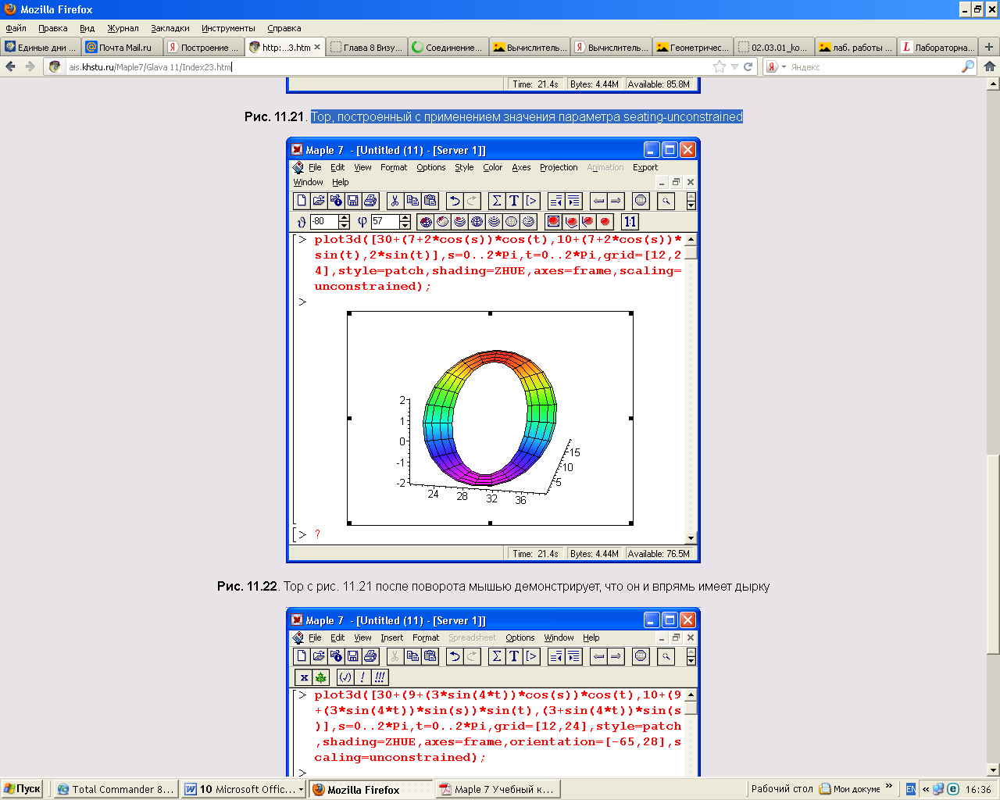 Mozilla Firefox
Файл Правка Вид Журнал Закладки Инструменты Справка
Единые дни ... Почта Mail.ru Построение ... http:...3.htm Глава 8 Визу... Соединение... Вычислитель... Вычислитель... Геометричес... 02.03.01_ко... лаб. работы ... Лабораторна...
ais.khstu.ru/Maple7/Glava 11/Index23.htm Яндекс
Time: 21.4s Bytes: 4.44M Available: 85.8M
Рис. 11.21. Тор, построенный с применением значения параметра seating-unconstrained
Maple 7 - [Untitled (11) - [Server 1]]
File Edit View Format Options Style Color Axes Projection Animation Export
Window Help
ϑ -80 φ 57 1:1
[> plot3d([30+(7+2*cos(s))*cos(t),10+(7+2*cos(s))*
sin(t),2*sin(t)],s=0..2*Pi,t=0..2*Pi,grid=[12,2
4],style=patch,shading=ZHUE,axes=frame,scaling=
unconstrained);
>
2
1
0
-1
-2
24 28 32 36
5 10 15
[> ?
Time: 21.4s Bytes: 4.44M Available: 76.5M
Рис. 11.22. Тор с рис. 11.21 после поворота мышью демонстрирует, что он и впрямь имеет дырку
Maple 7 - [Untitled (11) - [Server 1]]
File Edit View Insert Format Spreadsheet Options Window Help
x (√) ! !!!
[> plot3d([30+(9+(3*sin(4*t))*cos(s))*cos(t),10+(9
+(3*sin(4*t))*sin(s))*sin(t),(3+sin(4*t))*sin(s
)],s=0..2*Pi,t=0..2*Pi,grid=[12,24],style=patch
,shading=ZHUE,axes=frame,orientation=[-65,28],s
caling=unconstrained);
>
Пуск Total Commander 8.... 10 Microsoft Offic... Mozilla Firefox Maple 7 Учебный к... Рабочий стол Мои докуме » EN « 16:36